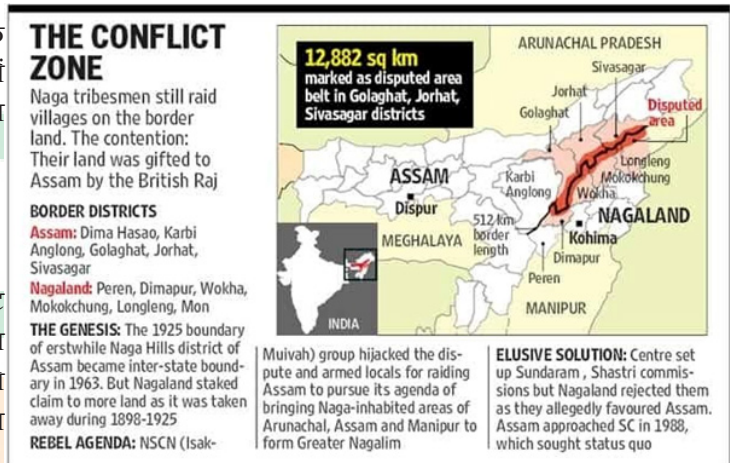 THE CONFLICT
ZONE
Naga tribesmen still raid
villages on the border
land. The contention:
Their land was gifted to
Assam by the British Raj
BORDER DISTRICTS
Assam: Dima Hasao, Karbi
Anglong, Golaghat, Jorhat,
Sivasagar
Nagaland: Peren, Dimapur, Wokha,
Mokokchung, Longleng, Mon
THE GENESIS: The 1925 boundary
of erstwhile Naga Hills district of
Assam became inter-state bound-
ary in 1963. But Nagaland staked
claim to more land as it was taken
away during 1898-1925
REBEL AGENDA: NSCN (Isak-
Muivah) group hijacked the dis-
pute and armed locals for raiding
Assam to pursue its agenda of
bringing Naga-inhabited areas of
Arunachal, Assam and Manipur to
form Greater Nagalim
ELUSIVE SOLUTION: Centre set
up Sundaram , Shastri commis-
sions but Nagaland rejected them
as they allegedly favoured Assam.
Assam approached SC in 1988,
which sought status quo
12,882 sq km
marked as disputed area
belt in Golaghat, Jorhat,
Sivasagar districts
ARUNACHAL PRADESH
Sivasagar
Jorhat
Golaghat
Disputed
area
Longleng
Mokokchung
Wokha
Karbi
Anglong
ASSAM
Dispur
NAGALAND
512-km
border
length
MEGHALAYA
Kohima
Dimapur
Peren
MANIPUR
INDIA